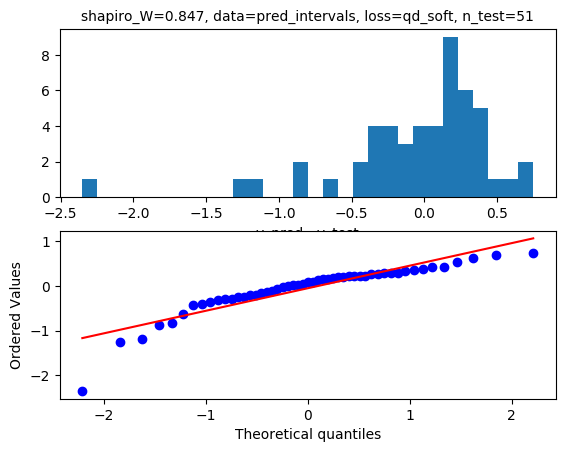 shapiro_W=0.847, data=pred_intervals, loss=qd_soft, n_test=51
8
6
4
2
0
−2.5 −2.0 −1.5 −1.0 −0.5 0.0 0.5
1
0
−1
−2
Ordered Values
−2 −1 0 1 2
Theoretical quantiles